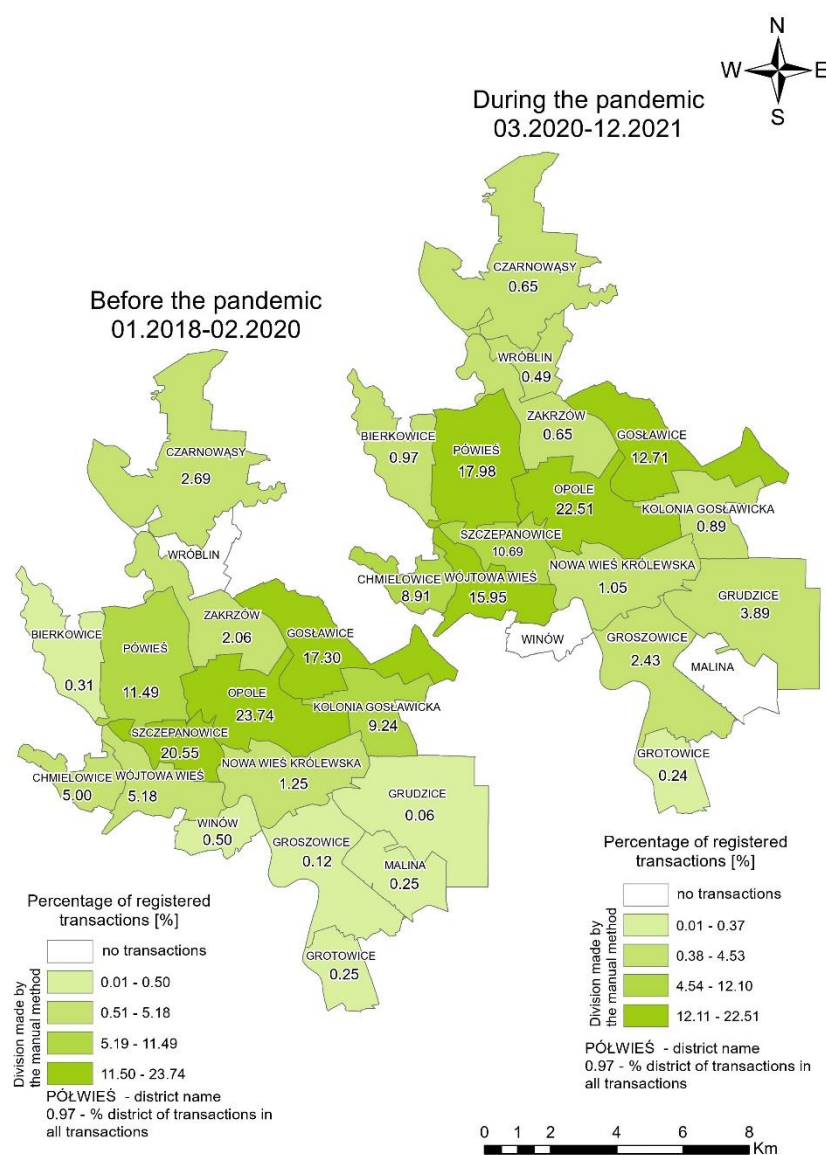 N
W E
S
During the pandemic
03.2020-12.2021
CZARNOWĄSY
0.65
WRÓBLIN
0.49
ZAKRZÓW
0.65
BIERKOWICE
0.97
PÓWIEŚ
17.98
GOSŁAWICE
12.71
OPOLE
22.51
KOLONIA GOSŁAWICKA
0.89
SZCZEPANOWICE
10.69
CHMIELOWICE
8.91
WÓJTOWA WIEŚ
15.95
NOWA WIEŚ KRÓLEWSKA
1.05
GRUDZICE
3.89
WINÓW
GROSZOWICE
2.43
MALINA
GROTOWICE
0.24
Before the pandemic
01.2018-02.2020
CZARNOWĄSY
2.69
WRÓBLIN
ZAKRZÓW
2.06
BIERKOWICE
0.31
PÓWIEŚ
11.49
GOSŁAWICE
17.30
OPOLE
23.74
KOLONIA GOSŁAWICKA
9.24
SZCZEPANOWICE
20.55
CHMIELOWICE
5.00
WÓJTOWA WIEŚ
5.18
NOWA WIEŚ KRÓLEWSKA
1.25
GRUDZICE
0.06
WINÓW
0.50
GROSZOWICE
0.12
MALINA
0.25
GROTOWICE
0.25
Percentage of registered
transactions [%]
Division made by
the manual method
no transactions
0.01 - 0.50
0.51 - 5.18
5.19 - 11.49
11.50 - 23.74
PÓŁWIEŚ - district name
0.97 - % district of transactions in
all transactions
Percentage of registered
transactions [%]
Division made by
the manual method
no transactions
0.01 - 0.37
0.38 - 4.53
4.54 - 12.10
12.11 - 22.51
PÓŁWIEŚ - district name
0.97 - % district of transactions in
all transactions
0 1 2 4 6 8
Km